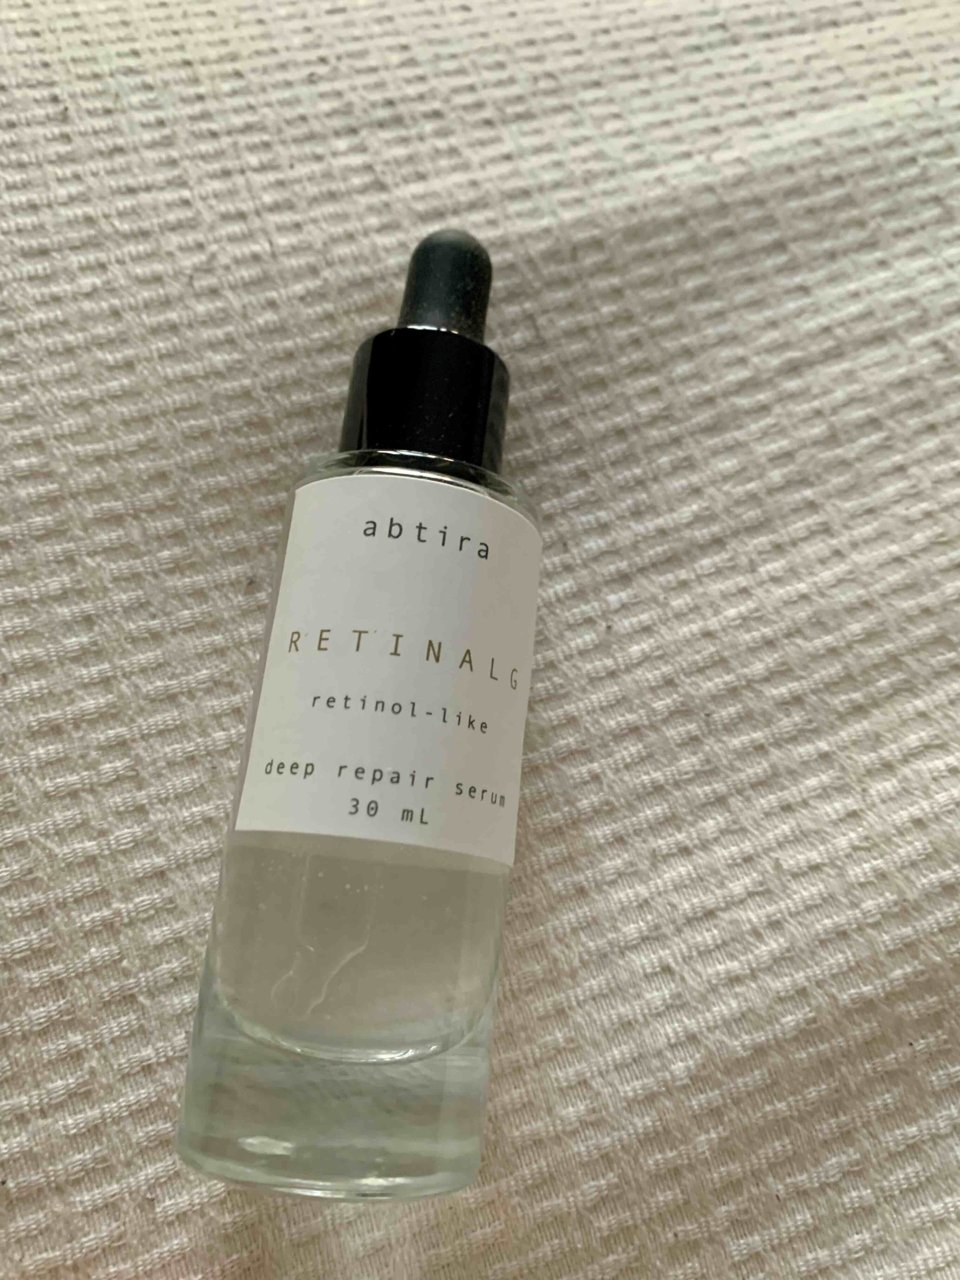 abtira
RETINALG
retinol-like
deep repair serum
30 mL